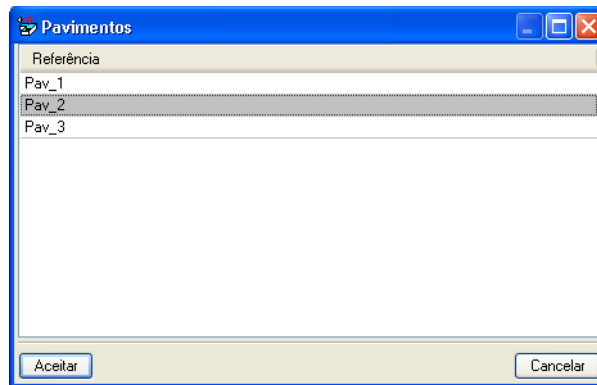 Pavimentos
Referência
Pav_1
Pav_2
Pav_3
Aceitar
Cancelar